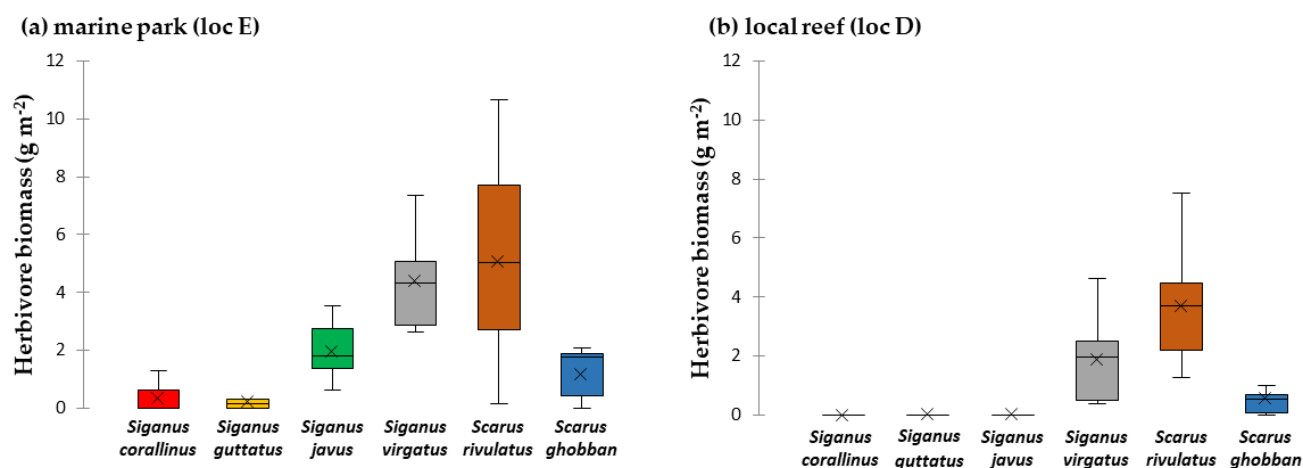 (a) marine park (loc E)
(b) local reef (loc D)
Herbivore biomass (g m-2)
12
10
8
6
4
2
0
Siganus corallinus
Siganus guttatus
Siganus javus
Siganus virgatus
Scarus rivulatus
Scarus ghobban
Herbivore biomass (g m-2)
12
10
8
6
4
2
0
Siganus corallinus
Siganus guttatus
Siganus javus
Siganus virgatus
Scarus rivulatus
Scarus ghobban